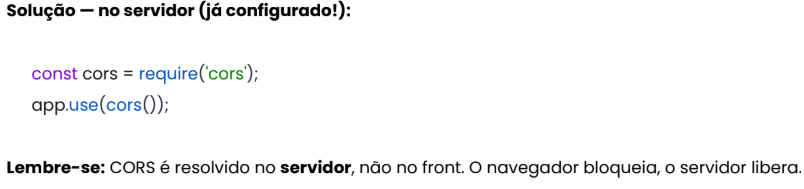 Solução — no servidor (já configurado!):
const cors = require('cors');
app.use(cors());
Lembre-se: CORS é resolvido no servidor, não no front. O navegador bloqueia, o servidor libera.